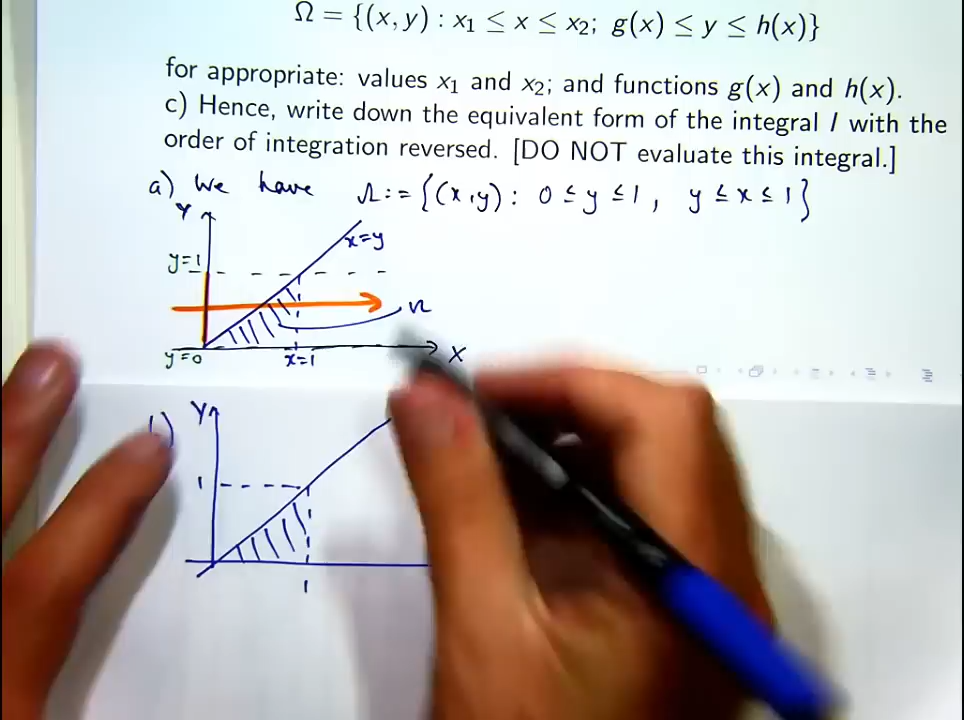 Ω = {(x, y) : x₁ ≤ x ≤ x₂; g(x) ≤ y ≤ h(x)}
for appropriate: values x₁ and x₂; and functions g(x) and h(x).
c) Hence, write down the equivalent form of the integral I with the
order of integration reversed. [DO NOT evaluate this integral.]
a) We have Ω := {(x,y) : 0 ≤ y ≤ 1, y ≤ x ≤ 1}
Y
x=y
y=1
Ω
y=0
x=1
X
Y
1
1